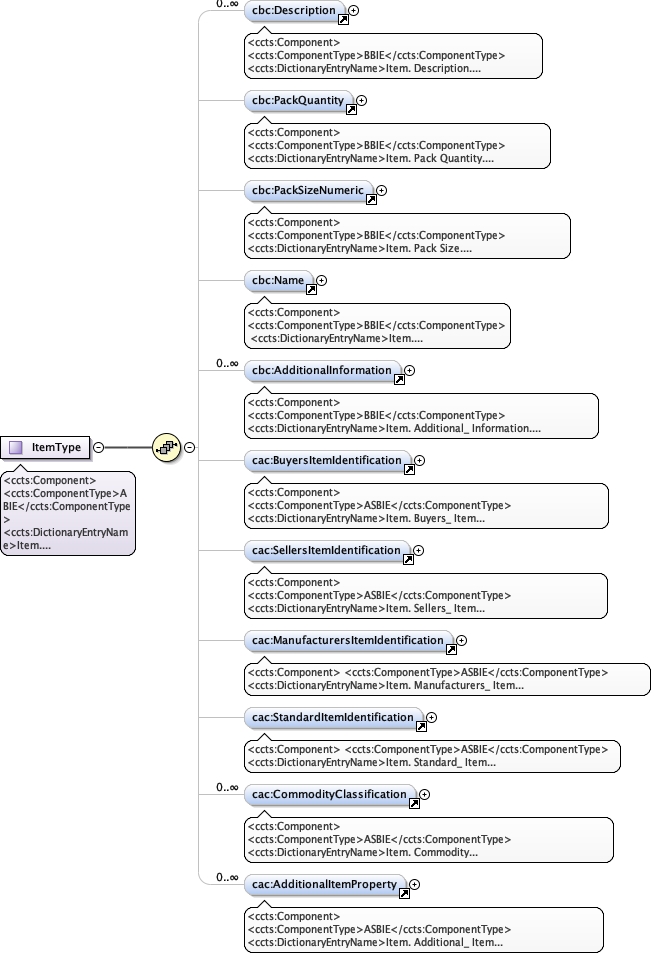 0..∞
cbc:Description
<ccts:Component>
<ccts:ComponentType>BBIE</ccts:ComponentType>
<ccts:DictionaryEntryName>Item. Description....
cbc:PackQuantity
<ccts:Component>
<ccts:ComponentType>BBIE</ccts:ComponentType>
<ccts:DictionaryEntryName>Item. Pack Quantity....
cbc:PackSizeNumeric
<ccts:Component>
<ccts:ComponentType>BBIE</ccts:ComponentType>
<ccts:DictionaryEntryName>Item. Pack Size....
cbc:Name
<ccts:Component>
<ccts:ComponentType>BBIE</ccts:ComponentType>
<ccts:DictionaryEntryName>Item....
0..∞
cbc:AdditionalInformation
<ccts:Component>
<ccts:ComponentType>BBIE</ccts:ComponentType>
<ccts:DictionaryEntryName>Item. Additional_ Information....
ItemType
<ccts:Component>
<ccts:ComponentType>A
BIE</ccts:ComponentType
>
<ccts:DictionaryEntryNam
e>Item....
cac:BuyersItemIdentification
<ccts:Component>
<ccts:ComponentType>ASBIE</ccts:ComponentType>
<ccts:DictionaryEntryName>Item. Buyers_ Item...
cac:SellersItemIdentification
<ccts:Component>
<ccts:ComponentType>ASBIE</ccts:ComponentType>
<ccts:DictionaryEntryName>Item. Sellers_ Item...
cac:ManufacturersItemIdentification
<ccts:Component> <ccts:ComponentType>ASBIE</ccts:ComponentType>
<ccts:DictionaryEntryName>Item. Manufacturers_ Item...
cac:StandardItemIdentification
<ccts:Component> <ccts:ComponentType>ASBIE</ccts:ComponentType>
<ccts:DictionaryEntryName>Item. Standard_ Item...
0..∞
cac:CommodityClassification
<ccts:Component>
<ccts:ComponentType>ASBIE</ccts:ComponentType>
<ccts:DictionaryEntryName>Item. Commodity...
0..∞
cac:AdditionalItemProperty
<ccts:Component>
<ccts:ComponentType>ASBIE</ccts:ComponentType>
<ccts:DictionaryEntryName>Item. Additional_ Item...